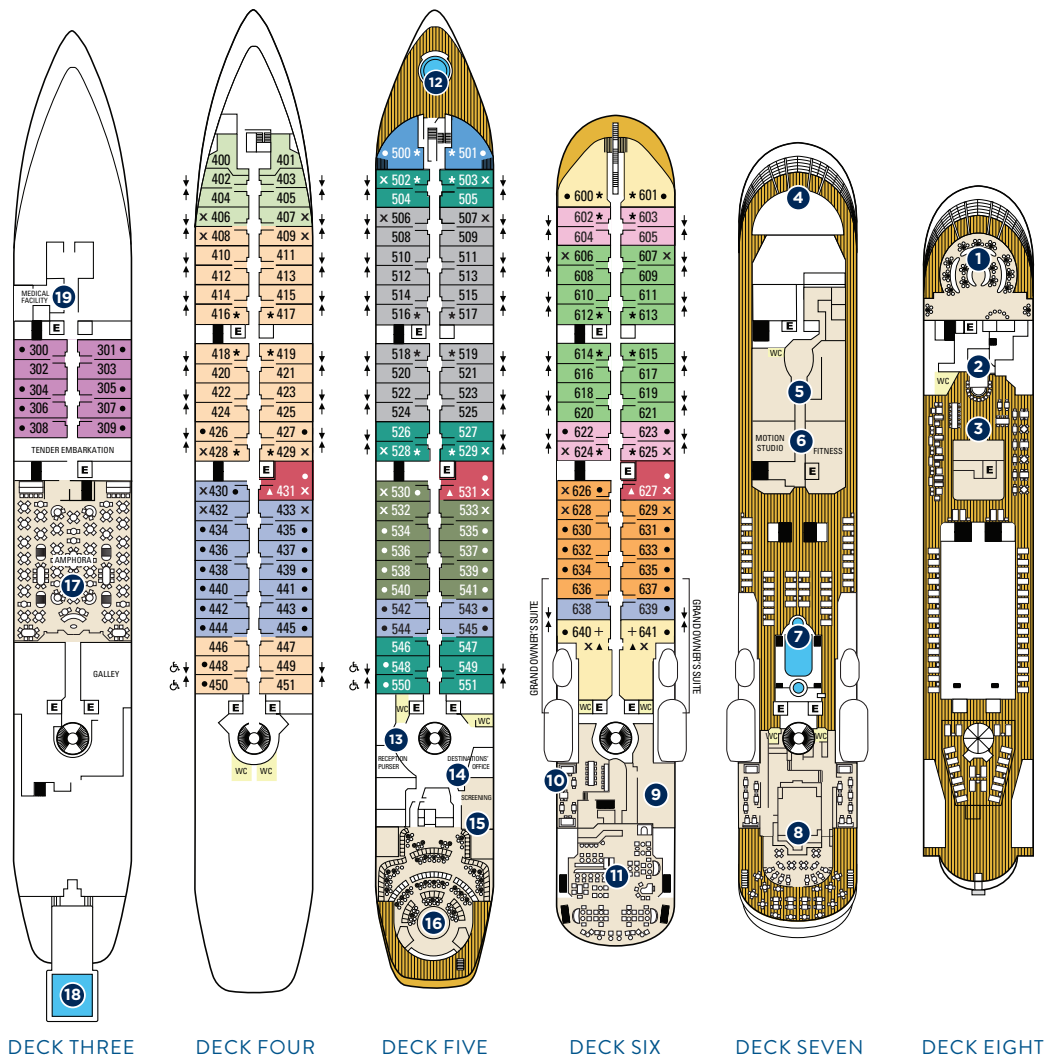 19
MEDICAL
FACILITY
E
300 ● 301 ●
302 303
304 ● 305 ●
306 ● 307 ●
308 ● 309 ●
TENDER EMBARKATION
E
AMPHORA
17
GALLEY
E E
18
DECK THREE
400 401
402 403
404 405
× 406 407 ×
× 408 409 ×
410 411
412 413
414 415
416 * * 417
E
418 * * 419
420 421
422 423
424 425
● 426 427 ●
× 428 * * 429 ×
E
× 430 ● ▲ 431 ×
× 432 433 ×
● 434 435 ●
● 436 437 ●
● 438 439 ●
● 440 441 ●
● 442 443 ●
● 444 445 ●
446 447
● 448 449
● 450 451
E E
WC WC
DECK FOUR
12
● 500 * * 501 ●
× 502 * * 503 ×
504 505
× 506 507 ×
508 509
510 511
512 513
514 515
516 * * 517
E
518 * * 519
520 521
522 523
524 525
526 527
× 528 * * 529 ×
E
× 530 ● ▲ 531 ×
× 532 533 ×
● 534 535 ●
● 536 537 ●
● 538 539 ●
● 540 541 ●
● 542 543 ●
● 544 545 ●
546 547
● 548 549
● 550 551
WC E E WC
13
RECEPTION
PURSER
DESTINATIONS'
OFFICE
14
SCREENING
15
16
DECK FIVE
● 600 * * 601 ●
602 * * 603
604 605
× 606 607 ×
608 609
610 611
612 * * 613
E
614 * * 615
616 617
618 619
620 621
● 622 623 ●
× 624 * * 625 ×
E
× 626 ● ▲ 627 ×
× 628 629 ×
● 630 631 ●
● 632 633 ●
● 634 635 ●
636 637 ●
638 639 ●
● 640 + + 641 ●
× ▲ ▲ ×
GRAND OWNER'S SUITE
GRAND OWNER'S SUITE
WC E E WC
10
9
11
DECK SIX
4
E
WC
5
6
MOTION
STUDIO
FITNESS
E
7
E E
WC WC
8
DECK SEVEN
1
E
2
WC
3
E
DECK EIGHT